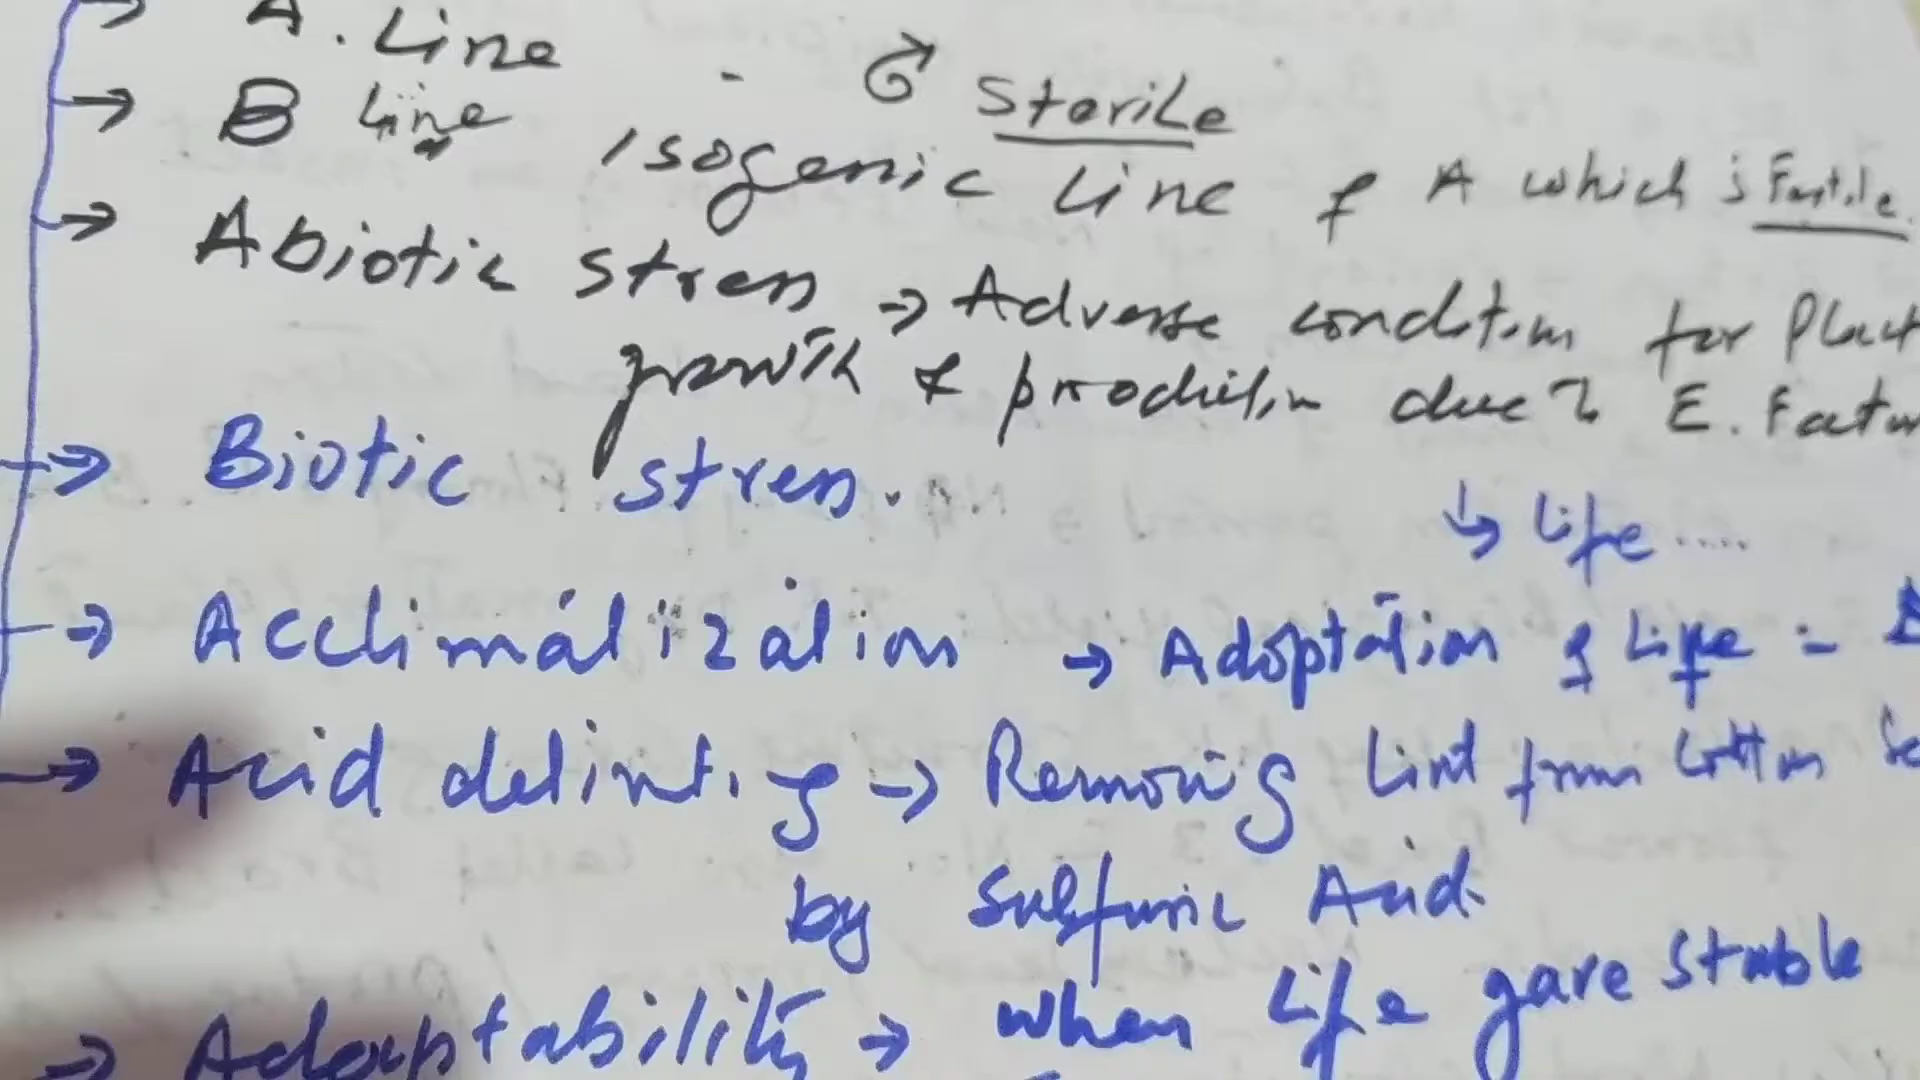 → A. Line - ♂ Sterile
→ B Line Isogenic Line of A which is Fertile.
→ Abiotic stress → Adverse condition for Plant
growth & production due to E. Factor
→ Biotic stress.
↳ Life ....
→ Acclimatization → Adoptation of Life -
→ Acid delinting → Removing Lint from Cotton
by Sulfuric Acid.
→ Adaptability → when Life gave stable